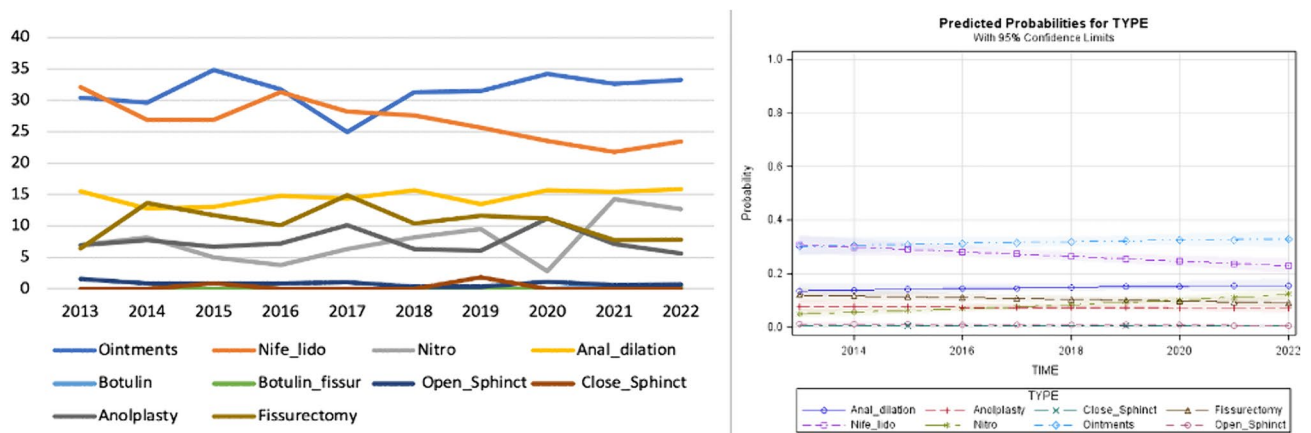 40
35
30
25
20
15
10
5
0
2013 2014 2015 2016 2017 2018 2019 2020 2021 2022
Ointments Nife_lido Nitro Anal_dilation
Botulin Botulin_fissur Open_Sphinct Close_Sphinct
Anolplasty Fissurectomy
Predicted Probabilities for TYPE
With 95% Confidence Limits
1.0
0.8
0.6
0.4
0.2
0.0
Probability
2014 2016 2018 2020 2022
TIME
TYPE
Anal_dilation Anolplasty Close_Sphinct Fissurectomy
Nife_lido Nitro Ointments Open_Sphinct